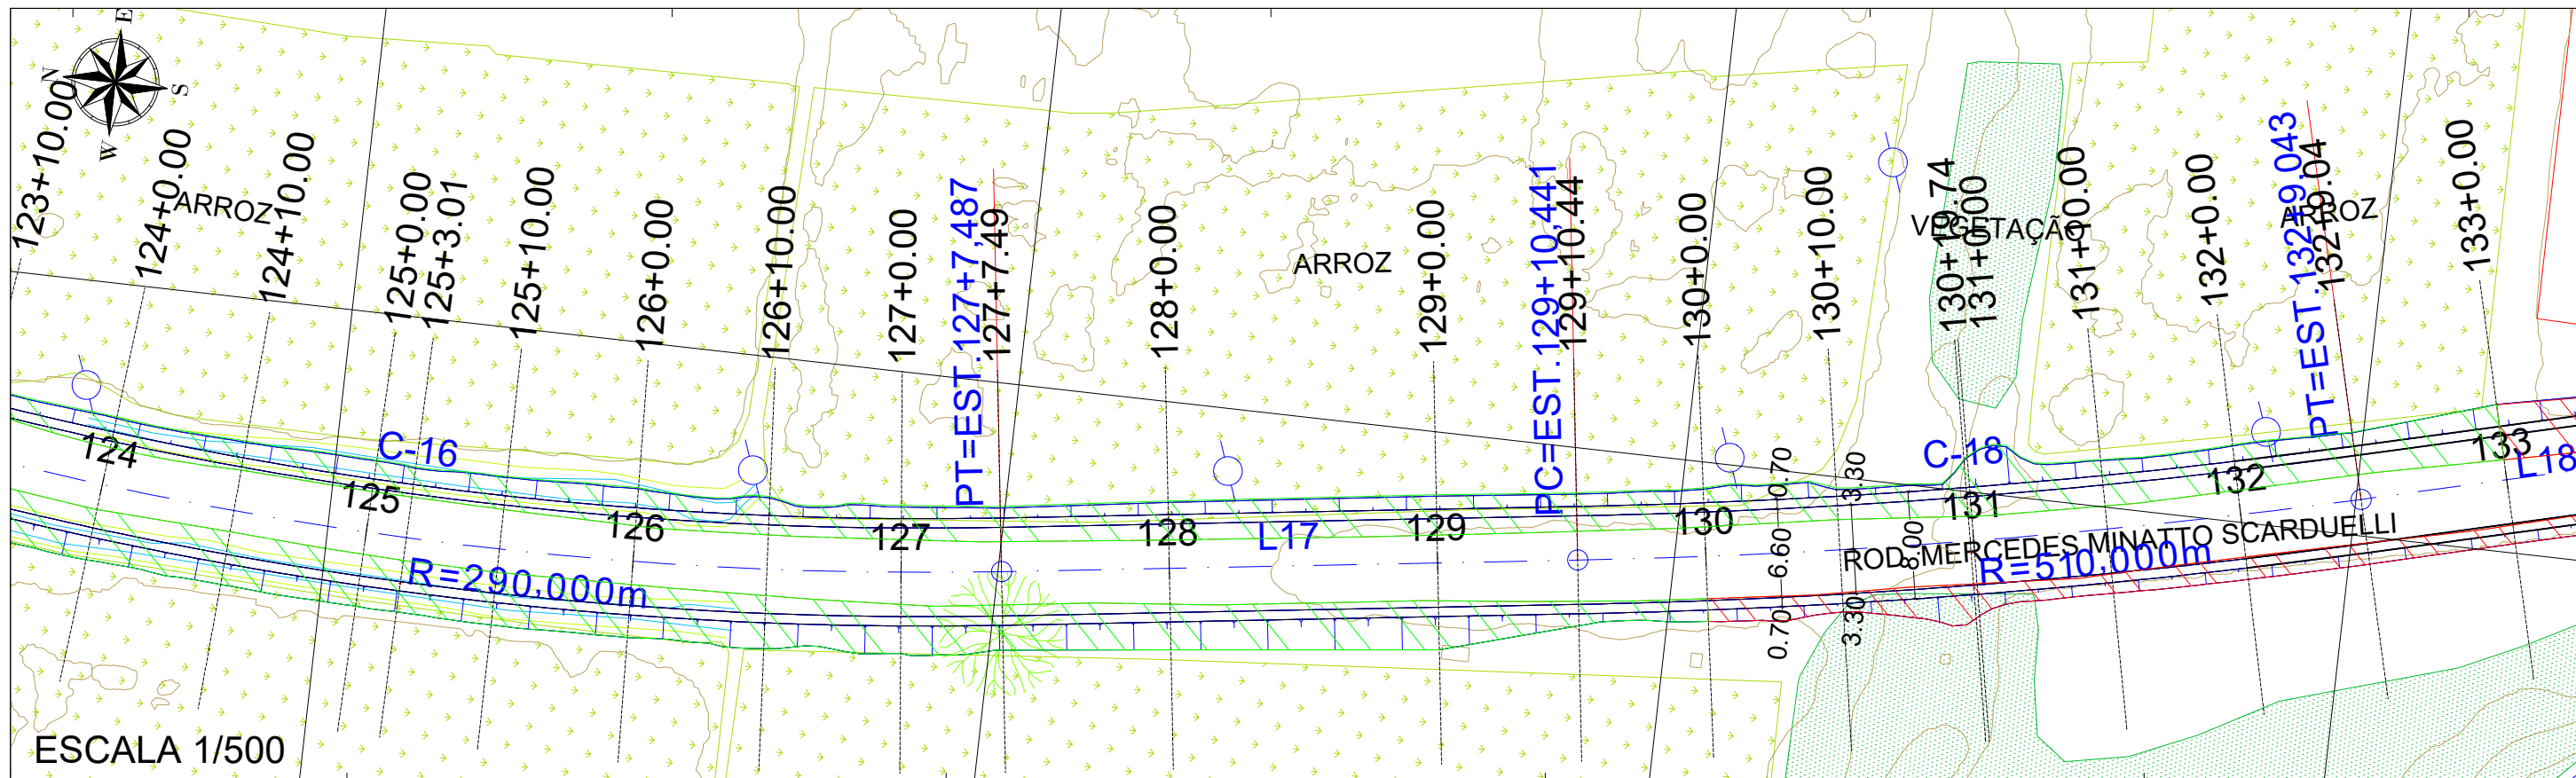 E
N
S
W
123+10.00
124+0.00
124+10.00
125+0.00
125+3.01
125+10.00
126+0.00
126+10.00
127+0.00
PT=EST.127+7,487
127+7.49
128+0.00
129+0.00
PC=EST.129+10,441
129+10.44
130+0.00
130+10.00
130+19.74
131+0.00
131+10.00
132+0.00
PT=EST.132+9.043
132+9.04
133+0.00
ARROZ
ARROZ
VEGETAÇÃO
ARROZ
124
C-16
125
126
127
128
L17
129
130
C-18
131
132
133
L18
0.70
6.60
0.70
3.30
3.30
8.00
R=290,000m
ROD. MERCEDES MINATTO SCARDUELLI
R=510,000m
ESCALA 1/500